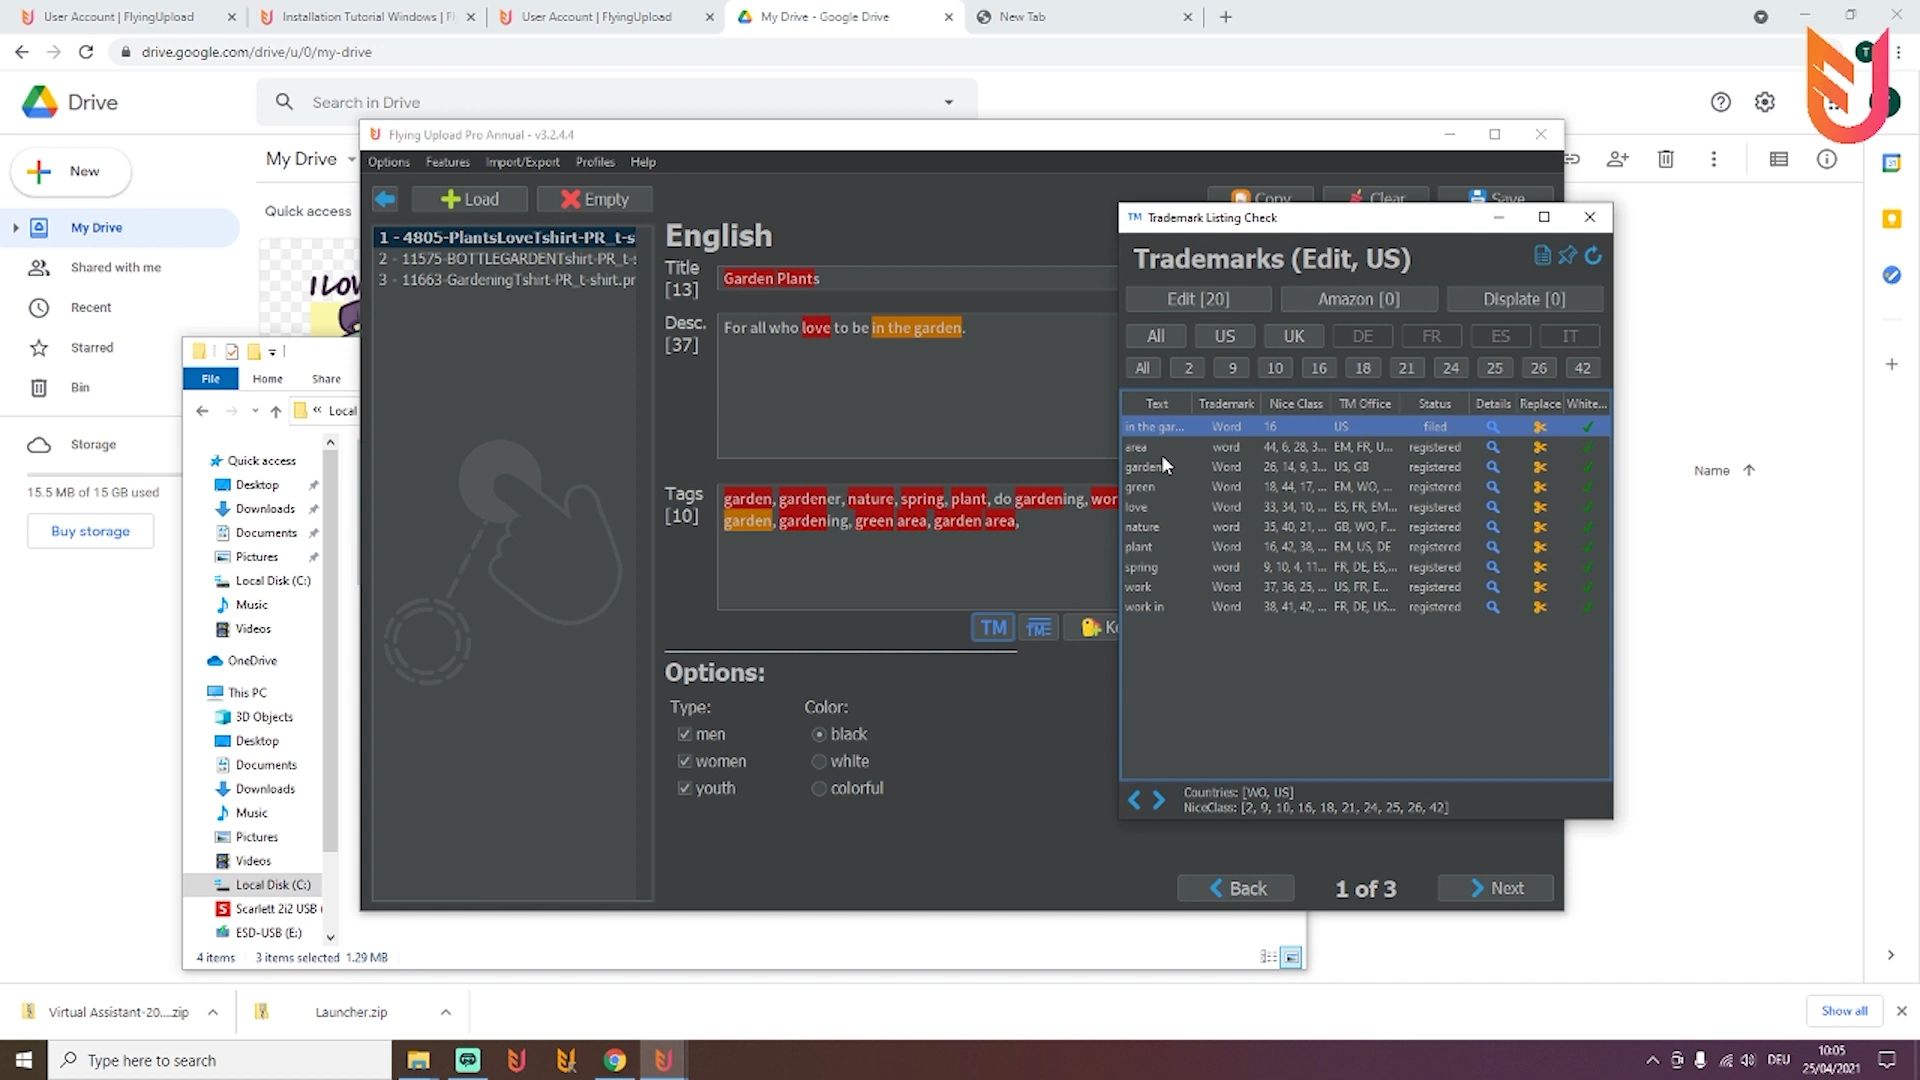 User Account | FlyingUpload
Installation Tutorial Windows | Fl
User Account | FlyingUpload
My Drive - Google Drive
New Tab
drive.google.com/drive/u/0/my-drive
T
Drive
Search in Drive
New
My Drive
Shared with me
Recent
Starred
Bin
Storage
15.5 MB of 15 GB used
Buy storage
My Drive
Quick access
I LO
Name
31
File
Home
Share
« Local
Quick access
Desktop
Downloads
Documents
Pictures
Local Disk (C:)
Music
Videos
OneDrive
This PC
3D Objects
Desktop
Documents
Downloads
Music
Pictures
Videos
Local Disk (C:)
Scarlett 2i2 USB (
ESD-USB (E:)
4 items
3 items selected 1.29 MB
Flying Upload Pro Annual - v3.2.4.4
Options Features Import/Export Profiles Help
Load
Empty
Copy
Clear
Save
1 - 4805-PlantsLoveTshirt-PR_t-s
2 - 11575-BOTTLEGARDENTshirt-PR_t-s
3 - 11663-GardeningTshirt-PR_t-shirt.pr
English
Title
[13]
Garden Plants
Desc.
[37]
For all who love to be in the garden.
Tags
[10]
garden, gardener, nature, spring, plant, do gardening, wor
garden, gardening, green area, garden area,
TM
TM
Ke
Options:
Type:
men
women
youth
Color:
black
white
colorful
Back
1 of 3
Next
TM Trademark Listing Check
Trademarks (Edit, US)
Edit [20]
Amazon [0]
Displate [0]
All US UK DE FR ES IT
All 2 9 10 16 18 21 24 25 26 42
Text Trademark Nice Class TM Office Status Details Replace White...
in the gar... Word 16 US filed
area word 44, 6, 28, 3... EM, FR, U... registered
garden Word 26, 14, 9, 3... US, GB registered
green Word 18, 44, 17, ... EM, WO, ... registered
love Word 33, 34, 10, ... ES, FR, EM... registered
nature Word 35, 40, 21, ... GB, WO, F... registered
plant Word 16, 42, 38, ... EM, US, DE registered
spring word 9, 10, 4, 11... FR, DE, ES,... registered
work Word 37, 36, 25, ... US, FR, E... registered
work in Word 38, 41, 42, ... FR, DE, US... registered
Countries: [WO, US]
NiceClass: [2, 9, 10, 16, 18, 21, 24, 25, 26, 42]
Virtual Assistant-20....zip
Launcher.zip
Show all
Type here to search
DEU
10:05
25/04/2021